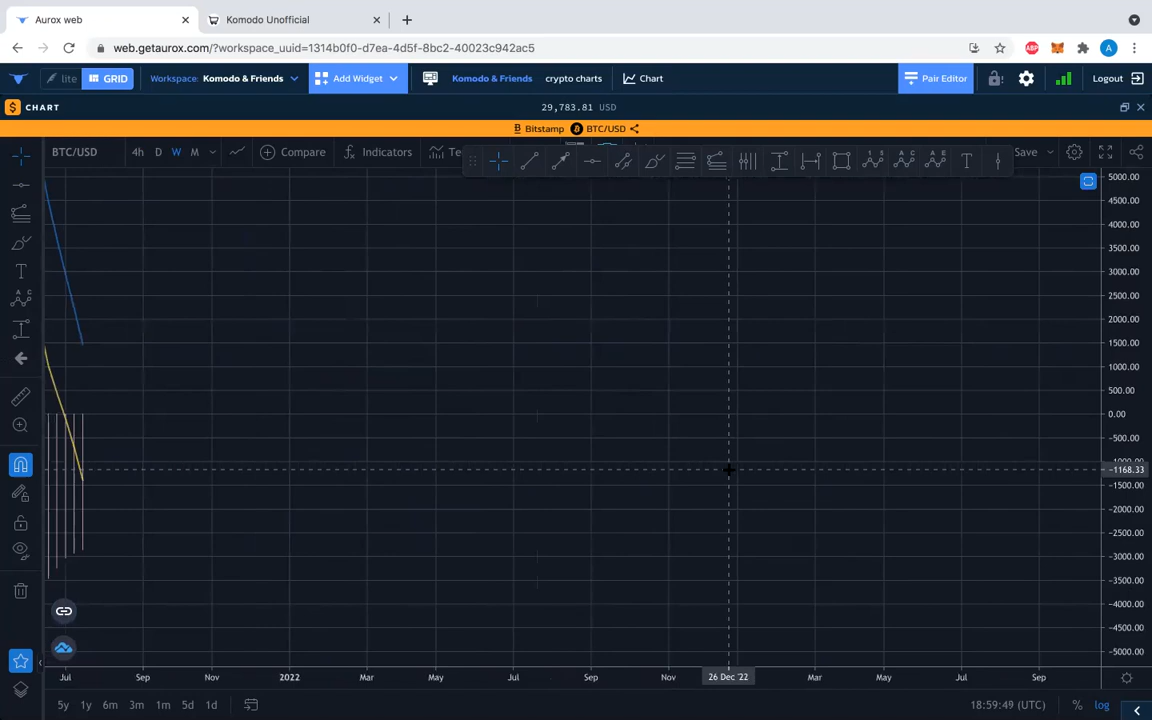 Aurox web
Komodo Unofficial
web.getaurox.com/?workspace_uuid=1314b0f0-d7ea-4d5f-8bc2-40023c942ac5
ABP
A
lite GRID Workspace: Komodo & Friends Add Widget Komodo & Friends crypto charts Chart Pair Editor Logout
CHART 29,783.81 USD
Bitstamp BTC/USD
BTC/USD 4h D W M Compare Indicators Te Save
5000.00
4500.00
4000.00
3500.00
3000.00
2500.00
2000.00
1500.00
1000.00
500.00
0.00
-500.00
-1168.33
-1500.00
-2000.00
-2500.00
-3000.00
-3500.00
-4000.00
-4500.00
-5000.00
Jul Sep Nov 2022 Mar May Jul Sep Nov 26 Dec '22 Mar May Jul Sep
5y 1y 6m 3m 1m 5d 1d 18:59:49 (UTC) % log